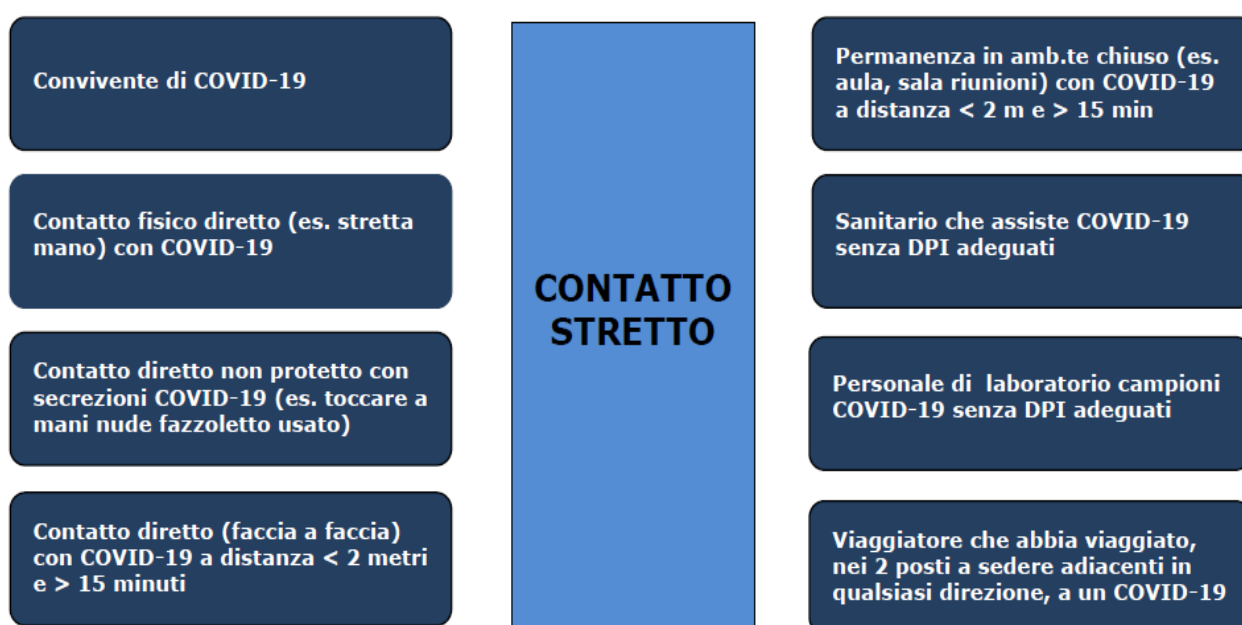 Convivente di COVID-19
Contatto fisico diretto (es. stretta
mano) con COVID-19
Contatto diretto non protetto con
secrezioni COVID-19 (es. toccare a
mani nude fazzoletto usato)
Contatto diretto (faccia a faccia)
con COVID-19 a distanza < 2 metri
e > 15 minuti
CONTATTO
STRETTO
Permanenza in amb.te chiuso (es.
aula, sala riunioni) con COVID-19
a distanza < 2 m e > 15 min
Sanitario che assiste COVID-19
senza DPI adeguati
Personale di laboratorio campioni
COVID-19 senza DPI adeguati
Viaggiatore che abbia viaggiato,
nei 2 posti a sedere adiacenti in
qualsiasi direzione, a un COVID-19